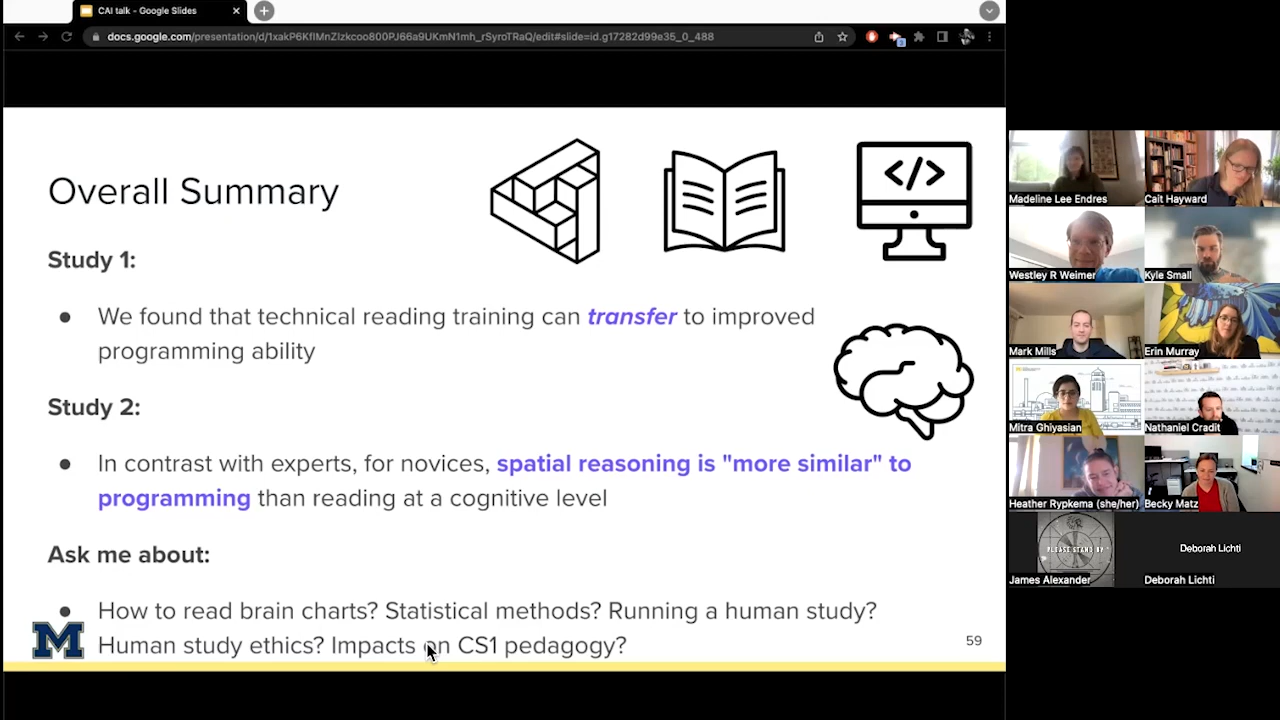 CAI talk - Google Slides
docs.google.com/presentation/d/1xakP6KflMnZIzkcoo800PJ66a9UKmN1mh_rSyroTRaQ/edit#slide=id.g17282d99e35_0_488
Overall Summary
</>
Study 1:
● We found that technical reading training can transfer to improved
programming ability
Study 2:
● In contrast with experts, for novices, spatial reasoning is "more similar" to
programming than reading at a cognitive level
Ask me about:
● How to read brain charts? Statistical methods? Running a human study?
Human study ethics? Impacts on CS1 pedagogy?
M
59
Madeline Lee Endres
Cait Hayward
Westley R Weimer
Kyle Small
Mark Mills
Erin Murray
Mitra Ghiyasian
Nathaniel Cradit
Heather Rypkema (she/her)
Becky Matz
PLEASE STAND BY
James Alexander
Deborah Lichti
Deborah Lichti